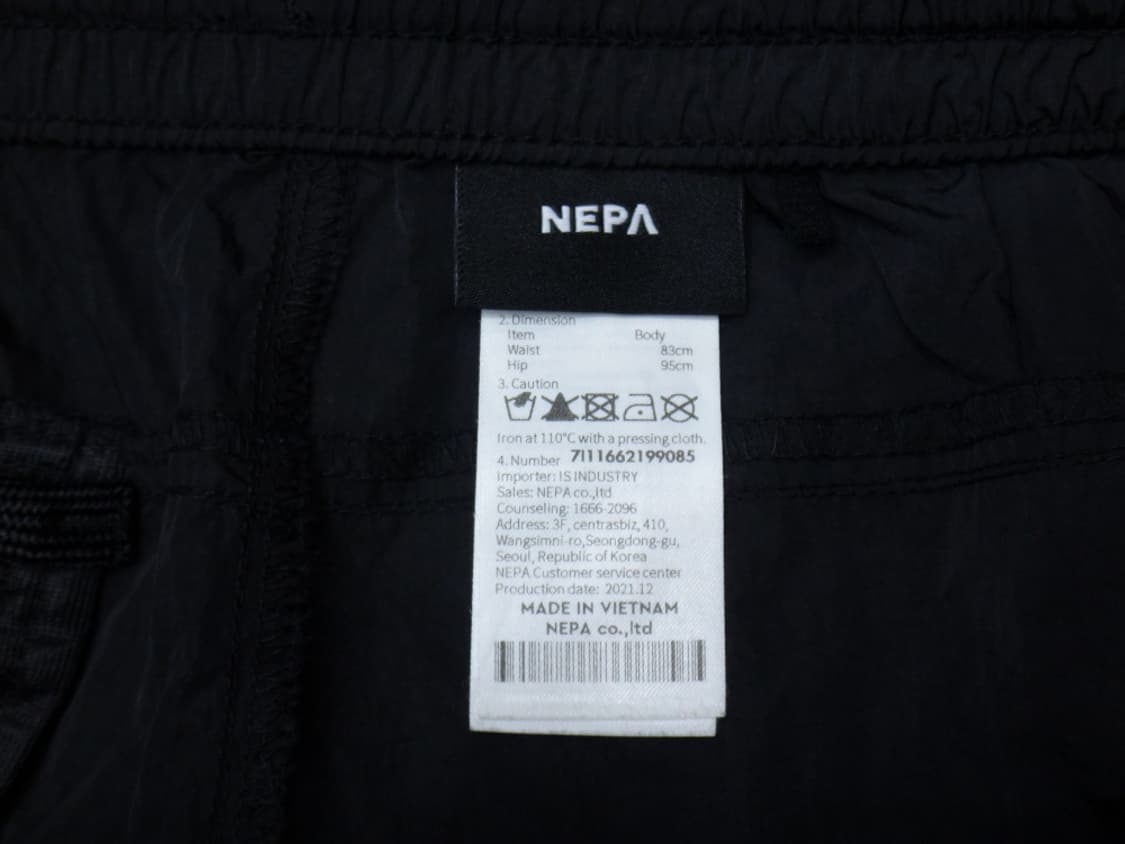 NEPA
2. Dimension
Item Body
Waist 83cm
Hip 95cm
3. Caution
Iron at 110°C with a pressing cloth.
4. Number 7111662199085
Importer: IS INDUSTRY
Sales: NEPA co.,ltd
Counseling: 1666-2096
Address: 3F, centrasbiz, 410,
Wangsimni-ro,Seongdong-gu,
Seoul, Republic of Korea
NEPA Customer service center
Production date: 2021.12
MADE IN VIETNAM
NEPA co.,ltd